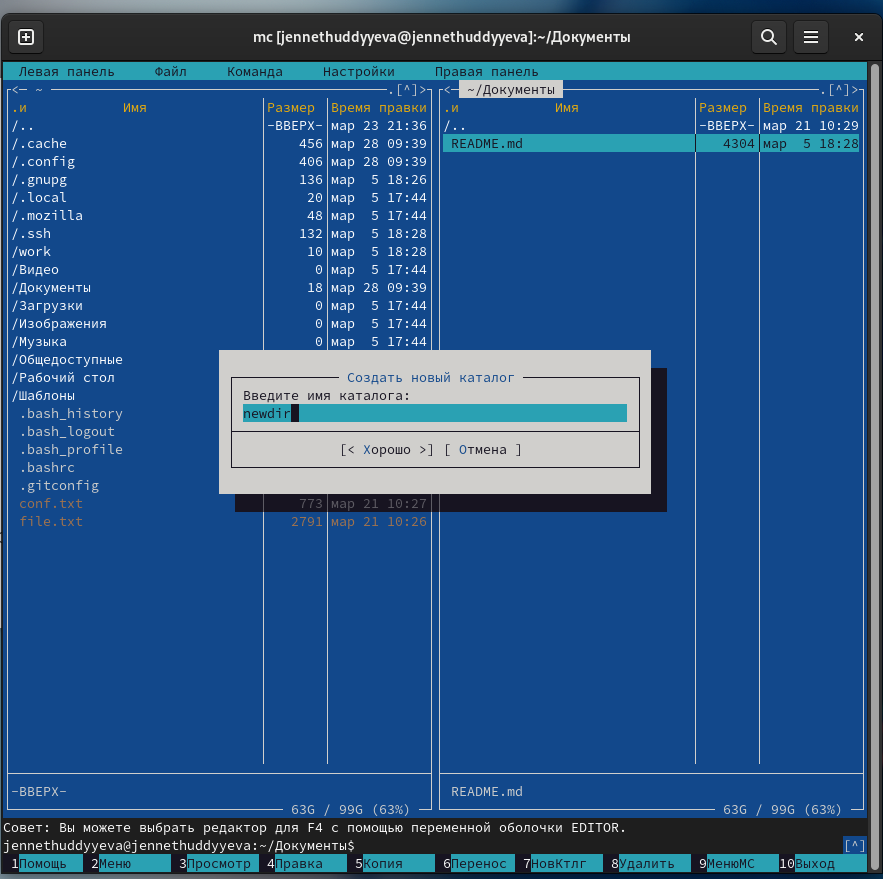 mc [jennethuddyyeva@jennethuddyyeva]:~/Документы
Левая панель Файл Команда Настройки Правая панель
<— ~ .[^]> <— ~/Документы .[^]>
.и Имя Размер Время правки .и Имя Размер Время правки
/.. -ВВЕРХ- мар 23 21:36 /.. -ВВЕРХ- мар 21 10:29
/.cache 456 мар 28 09:39 README.md 4304 мар 5 18:28
/.config 406 мар 28 09:39
/.gnupg 136 мар 5 18:26
/.local 20 мар 5 17:44
/.mozilla 48 мар 5 17:44
/.ssh 132 мар 5 18:28
/work 10 мар 5 18:28
/Видео 0 мар 5 17:44
/Документы 18 мар 28 09:39
/Загрузки 0 мар 5 17:44
/Изображения 0 мар 5 17:44
/Музыка 0 мар 5 17:44
/Общедоступные
/Рабочий стол
/Шаблоны
.bash_history
.bash_logout
.bash_profile
.bashrc
.gitconfig
conf.txt 773 мар 21 10:27
file.txt 2791 мар 21 10:26
Создать новый каталог
Введите имя каталога:
newdir
[< Хорошо >] [ Отмена ]
-ВВЕРХ- README.md
63G / 99G (63%) 63G / 99G (63%)
Совет: Вы можете выбрать редактор для F4 с помощью переменной оболочки EDITOR.
jennethuddyyeva@jennethuddyyeva:~/Документы$ [^]
1Помощь 2Меню 3Просмотр 4Правка 5Копия 6Перенос 7НовКтлг 8Удалить 9МенюMC 10Выход